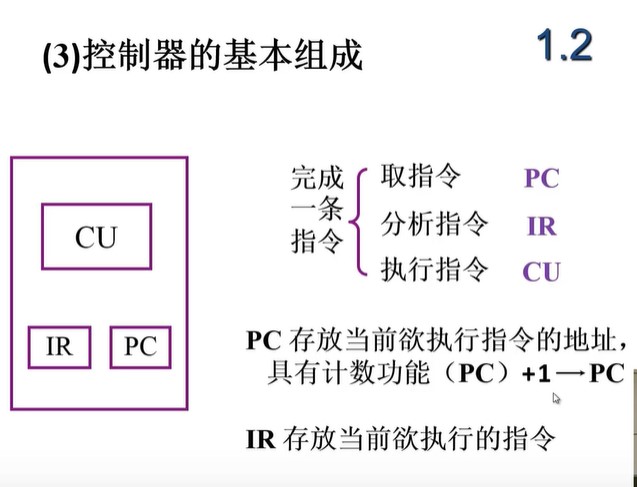 (3)控制器的基本组成
1.2
CU
IR
PC
完成
一条
指令
取指令 PC
分析指令 IR
执行指令 CU
PC 存放当前欲执行指令的地址，
具有计数功能（PC）+1→PC
IR 存放当前欲执行的指令